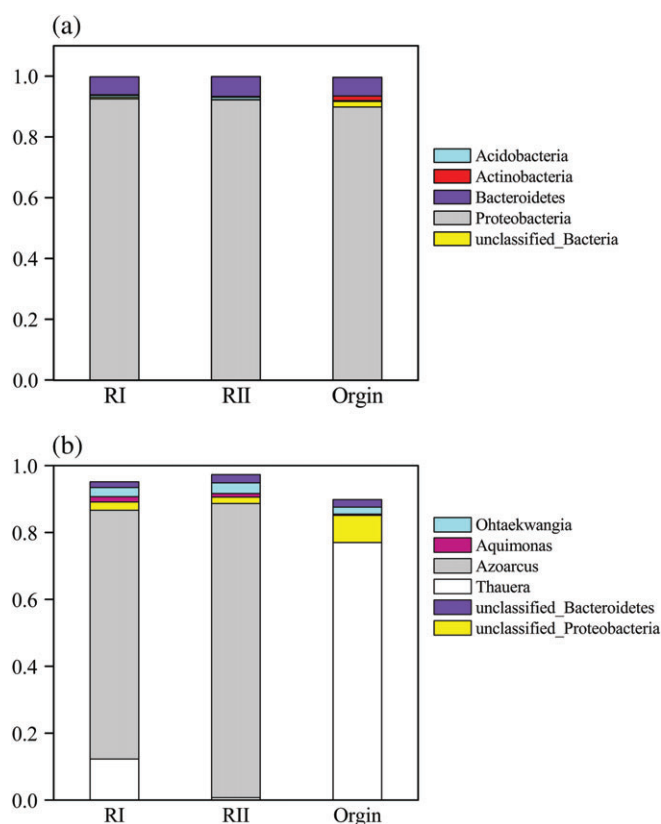 (a)
1.0
0.8
0.6
0.4
0.2
0.0
RI RII Orgin
Acidobacteria
Actinobacteria
Bacteroidetes
Proteobacteria
unclassified_Bacteria
(b)
1.0
0.8
0.6
0.4
0.2
0.0
RI RII Orgin
Ohtaekwangia
Aquimonas
Azoarcus
Thauera
unclassified_Bacteroidetes
unclassified_Proteobacteria